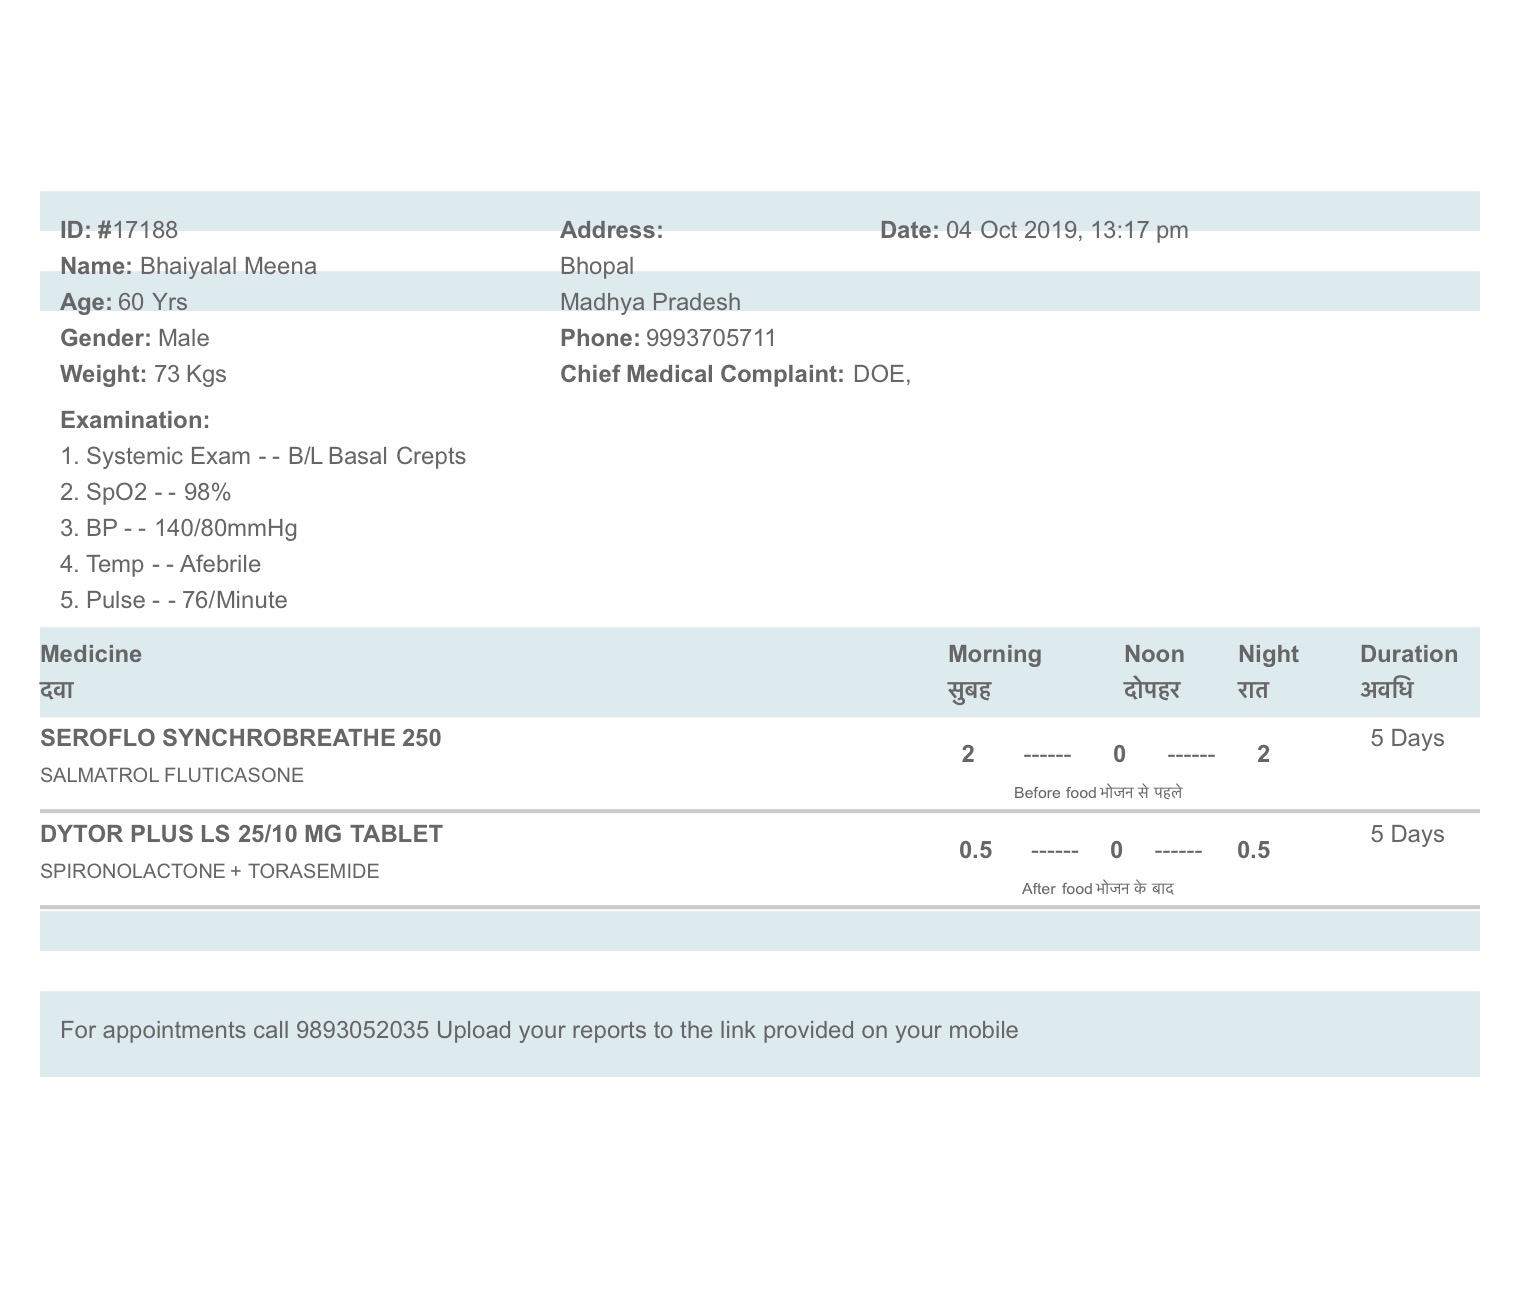 ID: #17188 Address: Date: 04 Oct 2019, 13:17 pm
Name: Bhaiyalal Meena Bhopal
Age: 60 Yrs Madhya Pradesh
Gender: Male Phone: 9993705711
Weight: 73 Kgs Chief Medical Complaint: DOE,
Examination:
1. Systemic Exam - - B/L Basal Crepts
2. SpO2 - - 98%
3. BP - - 140/80mmHg
4. Temp - - Afebrile
5. Pulse - - 76/Minute
Medicine Morning Noon Night Duration
दवा सुबह दोपहर रात अवधि
SEROFLO SYNCHROBREATHE 250 5 Days
2 ------ 0 ------ 2
SALMATROL FLUTICASONE
Before food भोजन से पहले
DYTOR PLUS LS 25/10 MG TABLET 5 Days
0.5 ------ 0 ------ 0.5
SPIRONOLACTONE + TORASEMIDE
After food भोजन के बाद
For appointments call 9893052035 Upload your reports to the link provided on your mobile